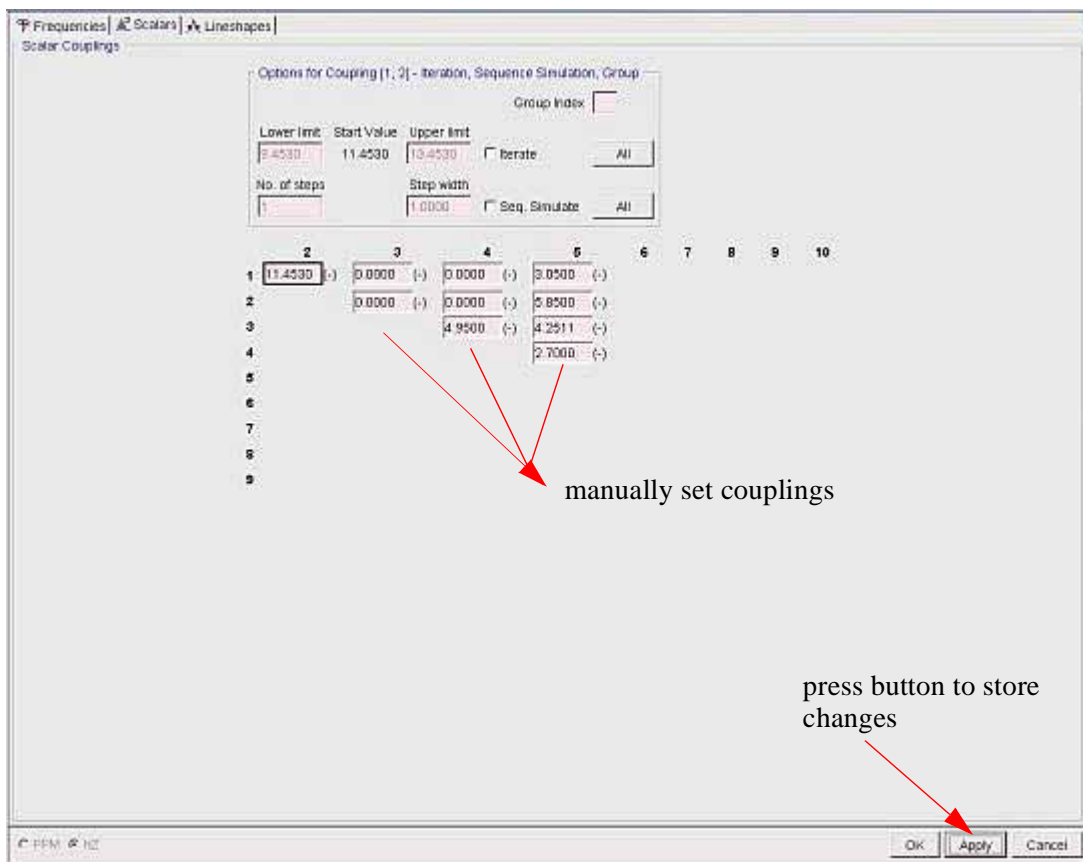 Frequencies Scalars Lineshapes
Scalar Couplings
Options for Coupling [1, 2] - Iteration, Sequence Simulation, Group
Group Index
Lower limit Start Value Upper limit
9.4530 11.4530 13.4530 Iterate All
No. of steps Step width
1 1.0000 Seq. Simulate All
2 3 4 5 6 7 8 9 10
1 11.4530 (-) 0.0000 (-) 0.0000 (-) 3.0500 (-)
2 0.0000 (-) 0.0000 (-) 5.8500 (-)
3 4.9500 (-) 4.2511 (-)
4 2.7000 (-)
5
6
7
8
9
manually set couplings
press button to store
changes
PPM HZ OK Apply Cancel